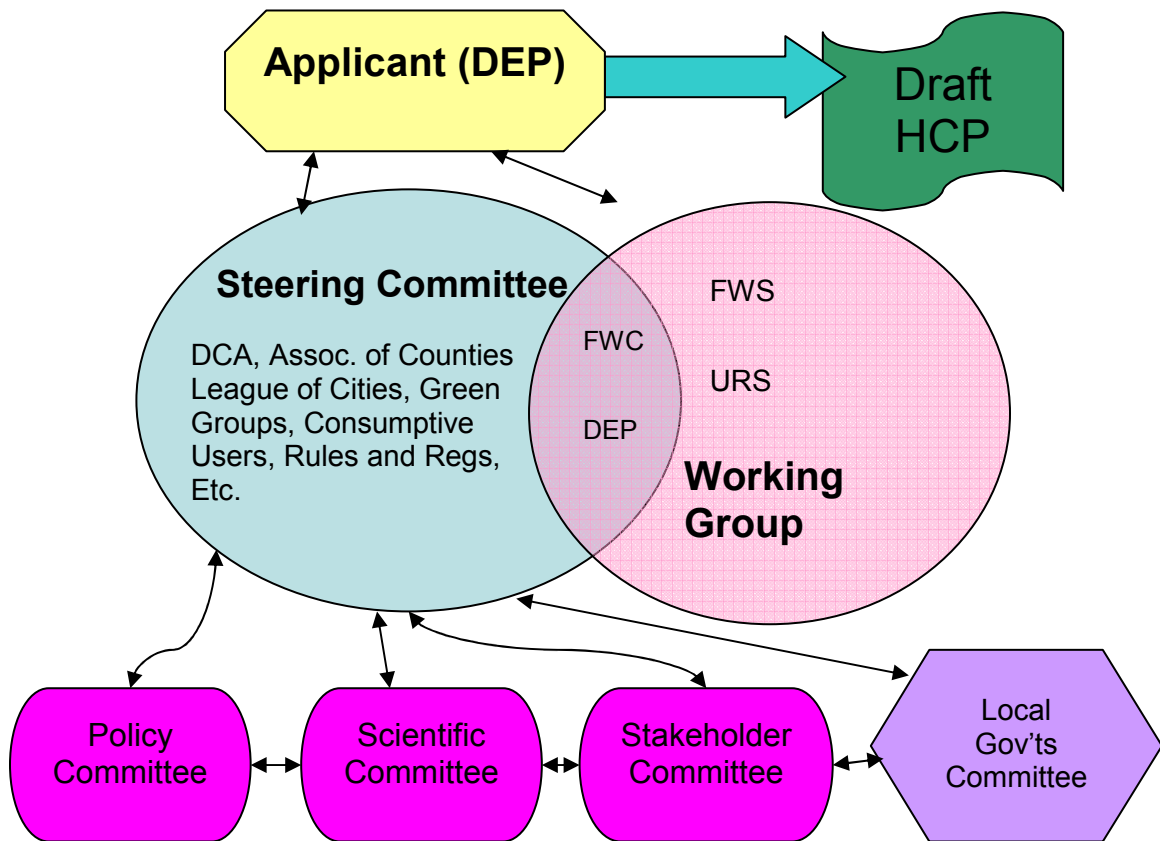 Applicant (DEP)
Draft
HCP
Steering Committee
DCA, Assoc. of Counties
League of Cities, Green
Groups, Consumptive
Users, Rules and Regs,
Etc.
FWC
DEP
FWS
URS
Working
Group
Policy
Committee
Scientific
Committee
Stakeholder
Committee
Local
Gov'ts
Committee